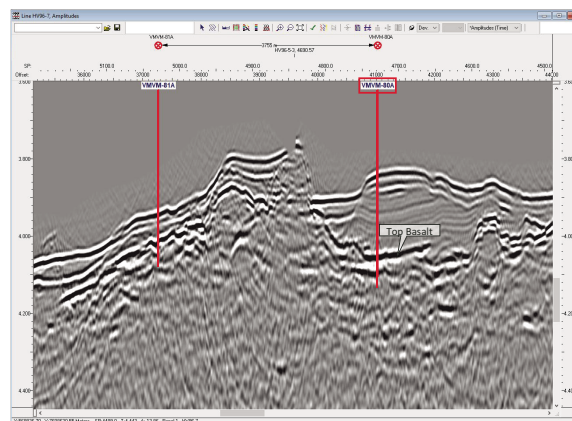 Line HV96-7, Amplitudes
Dev.
*Amplitudes (Time)
VMVM-81A 3755 m VMVM-80A
HV96-5-3, 4830.57
SP: 5100.0 5000.0 4900.0 4800.0 4700.0 4600.0 4500.0
Offset: 36000 37000 38000 39000 40000 41000 42000 43000
VMVM-81A VMVM-80A
3.800
4.000
Top Basalt
4.200
4.400